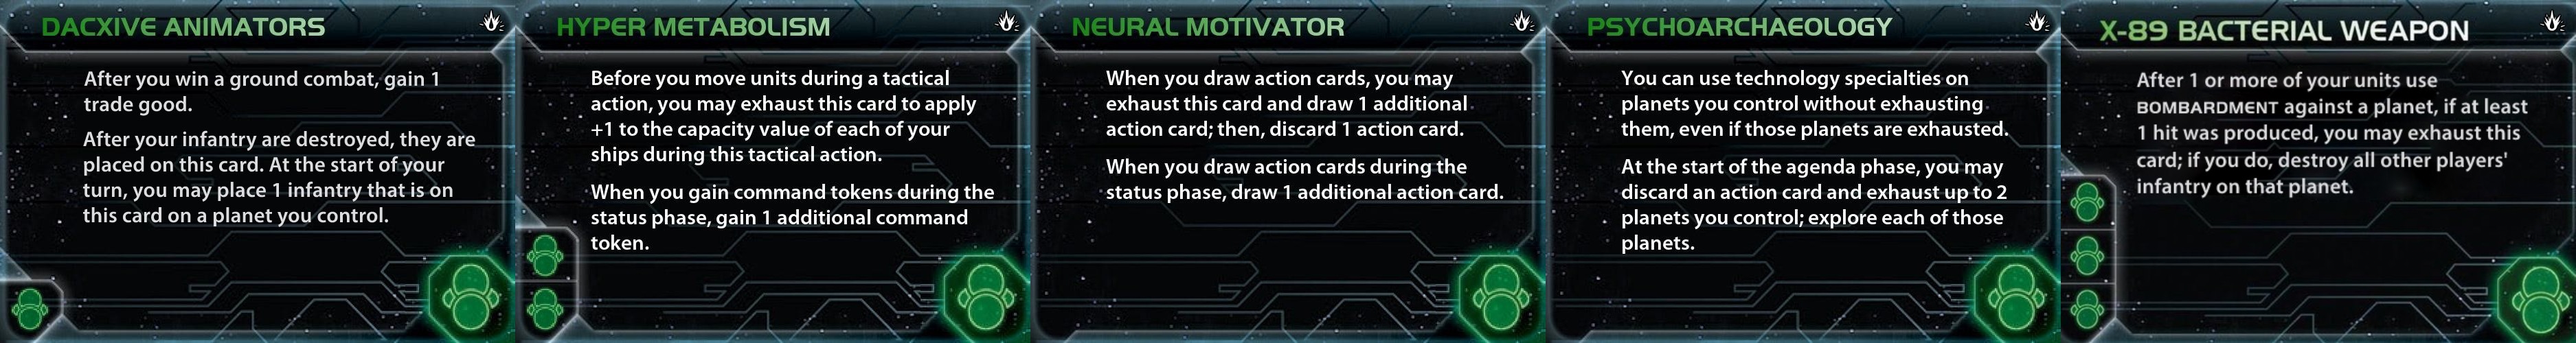 DACXIVE ANIMATORS
After you win a ground combat, gain 1
trade good.
After your infantry are destroyed, they are
placed on this card. At the start of your
turn, you may place 1 infantry that is on
this card on a planet you control.
HYPER METABOLISM
Before you move units during a tactical
action, you may exhaust this card to apply
+1 to the capacity value of each of your
ships during this tactical action.
When you gain command tokens during the
status phase, gain 1 additional command
token.
NEURAL MOTIVATOR
When you draw action cards, you may
exhaust this card and draw 1 additional
action card; then, discard 1 action card.
When you draw action cards during the
status phase, draw 1 additional action card.
PSYCHOARCHAEOLOGY
You can use technology specialties on
planets you control without exhausting
them, even if those planets are exhausted.
At the start of the agenda phase, you may
discard an action card and exhaust up to 2
planets you control; explore each of those
planets.
X-89 BACTERIAL WEAPON
After 1 or more of your units use
BOMBARDMENT against a planet, if at least
1 hit was produced, you may exhaust this
card; if you do, destroy all other players'
infantry on that planet.